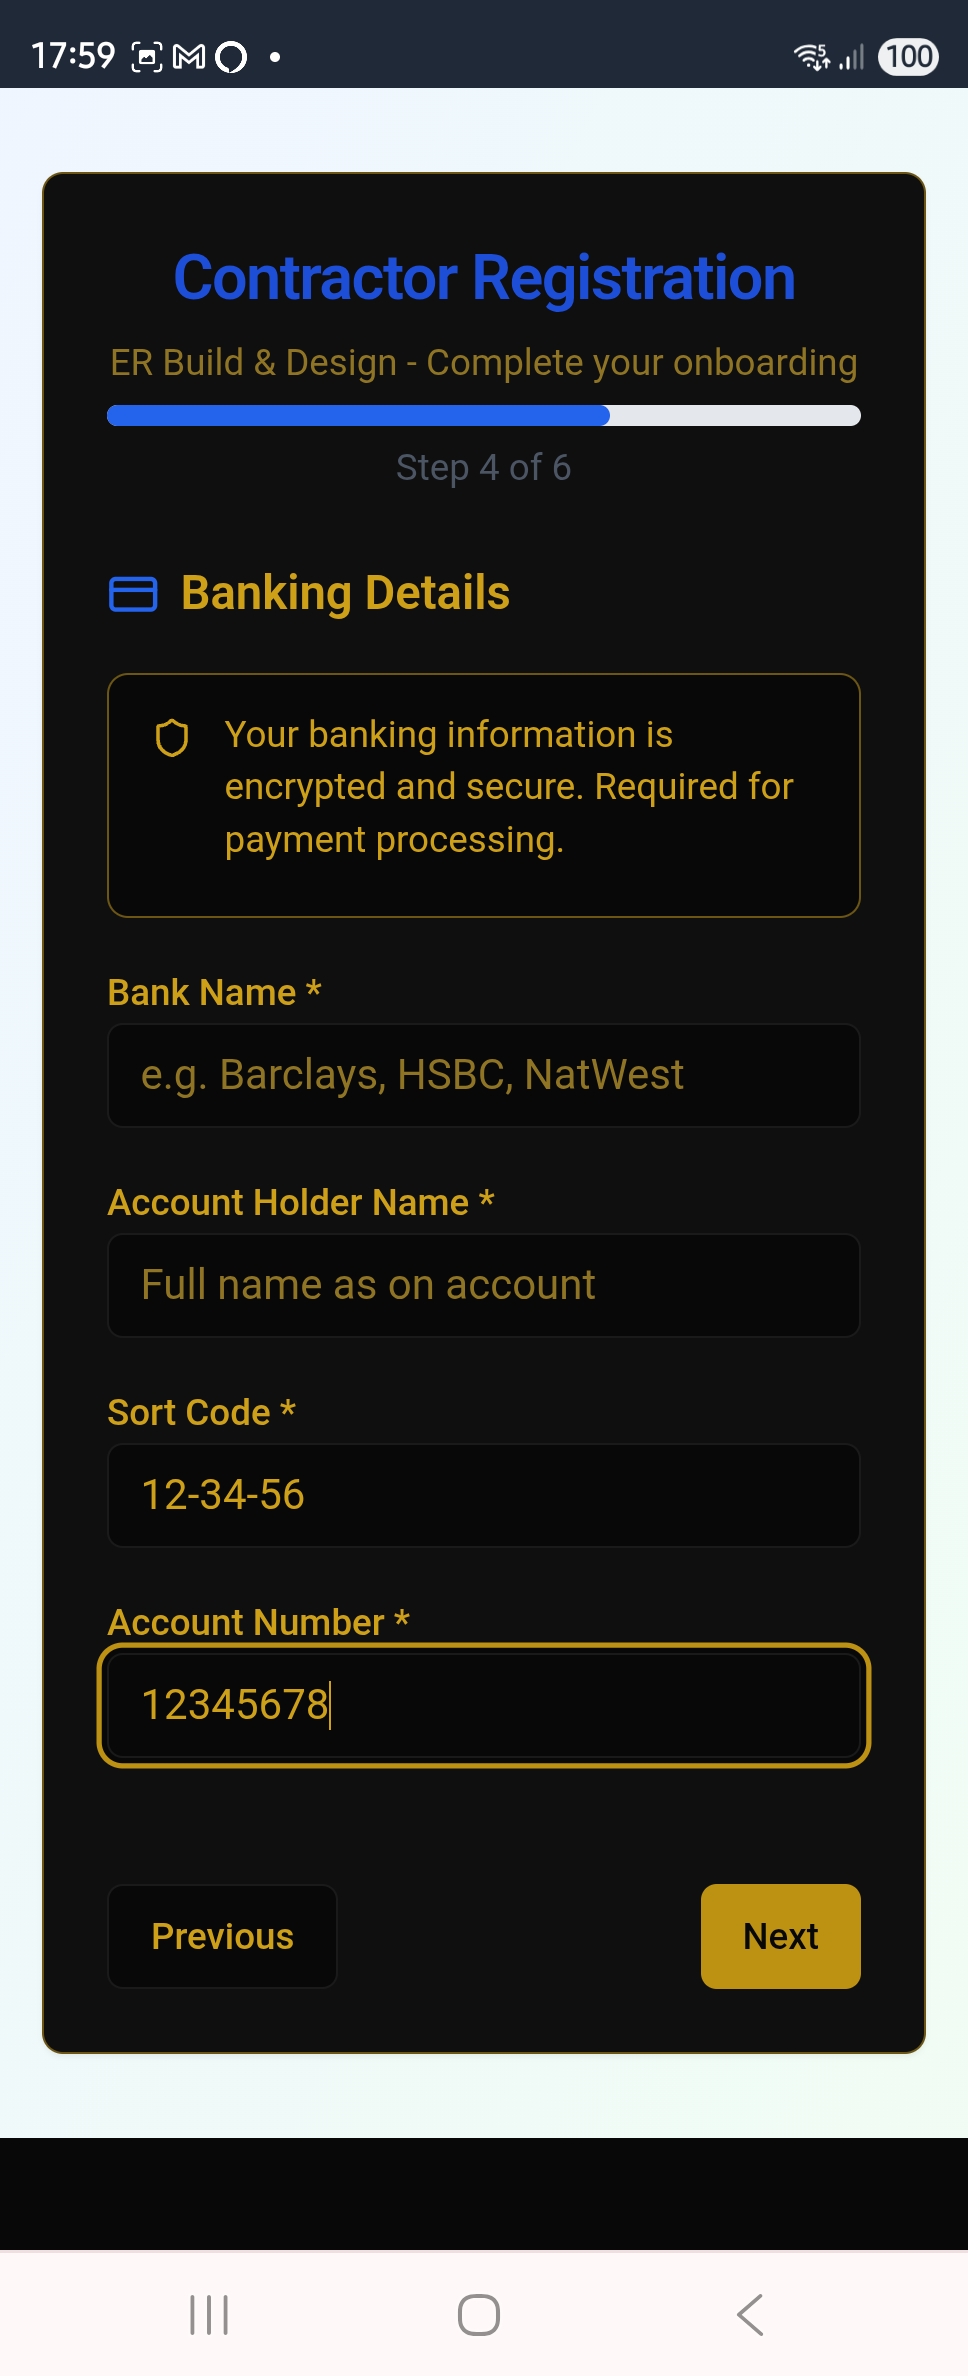 17:59
5
100
Contractor Registration
ER Build & Design - Complete your onboarding
Step 4 of 6
Banking Details
Your banking information is
encrypted and secure. Required for
payment processing.
Bank Name *
e.g. Barclays, HSBC, NatWest
Account Holder Name *
Full name as on account
Sort Code *
12-34-56
Account Number *
12345678
Previous
Next